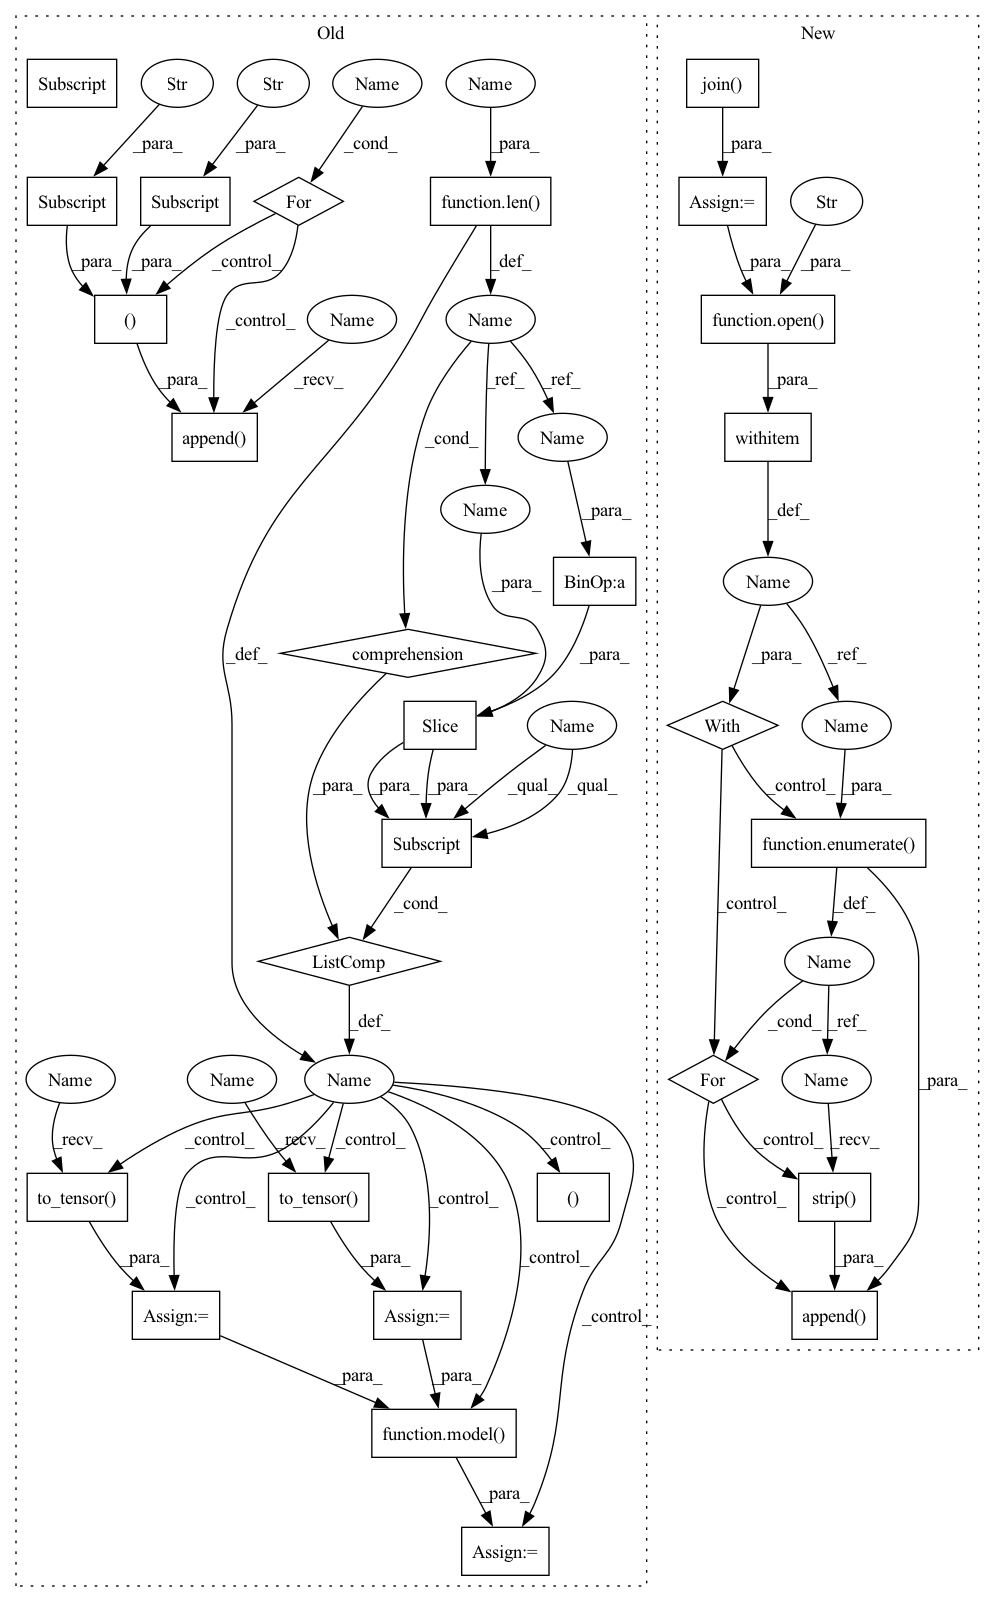 Old
New
Subscript
Str
Str
Name
Name
join()
_para_
_para_
_cond_
_para_
_para_
Subscript
Subscript
For
function.len()
Assign:=
Str
_para_
_para_
_control_
_def_
_para_
_para_
()
Name
Name
function.open()
_control_
_para_
_recv_
_ref_
_ref_
_para_
append()
_cond_
Name
withitem
Name
_para_
_def_
_para_
BinOp:a
Name
_def_
comprehension
_para_
_para_
_ref_
Slice
Name
With
Name
_para_
_para_
_para_
_qual_
_qual_
_control_
_para_
Subscript
function.enumerate()
_cond_
_control_
_def_
ListComp
Name
_def_
_cond_
_ref_
Name
Name
Name
For
Name
_para_
_recv_
_control_
_recv_
_control_
_control_
_control_
_recv_
to_tensor()
_control_
to_tensor()
_control_
()
_control_
strip()
_para_
_para_
_control_
_para_
Assign:=
Assign:=
_control_
append()
_para_
_para_
function.model()
_para_
Assign:=